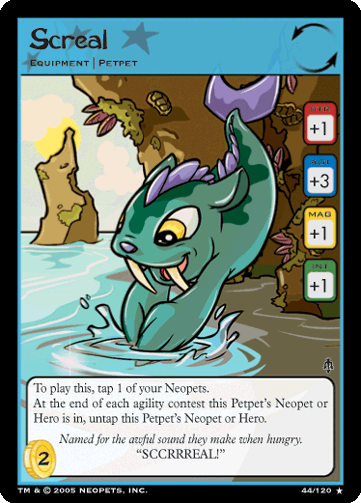 Screal
Equipment | Petpet
STR
+1
AGI
+3
MAG
+1
INT
+1
To play this, tap 1 of your Neopets.
At the end of each agility contest this Petpet's Neopet or
Hero is in, untap this Petpet's Neopet or Hero.
Named for the awful sound they make when hungry.
"SCCRRREAL!"
2
TM & © 2005 NEOPETS, INC.
44/120 ★